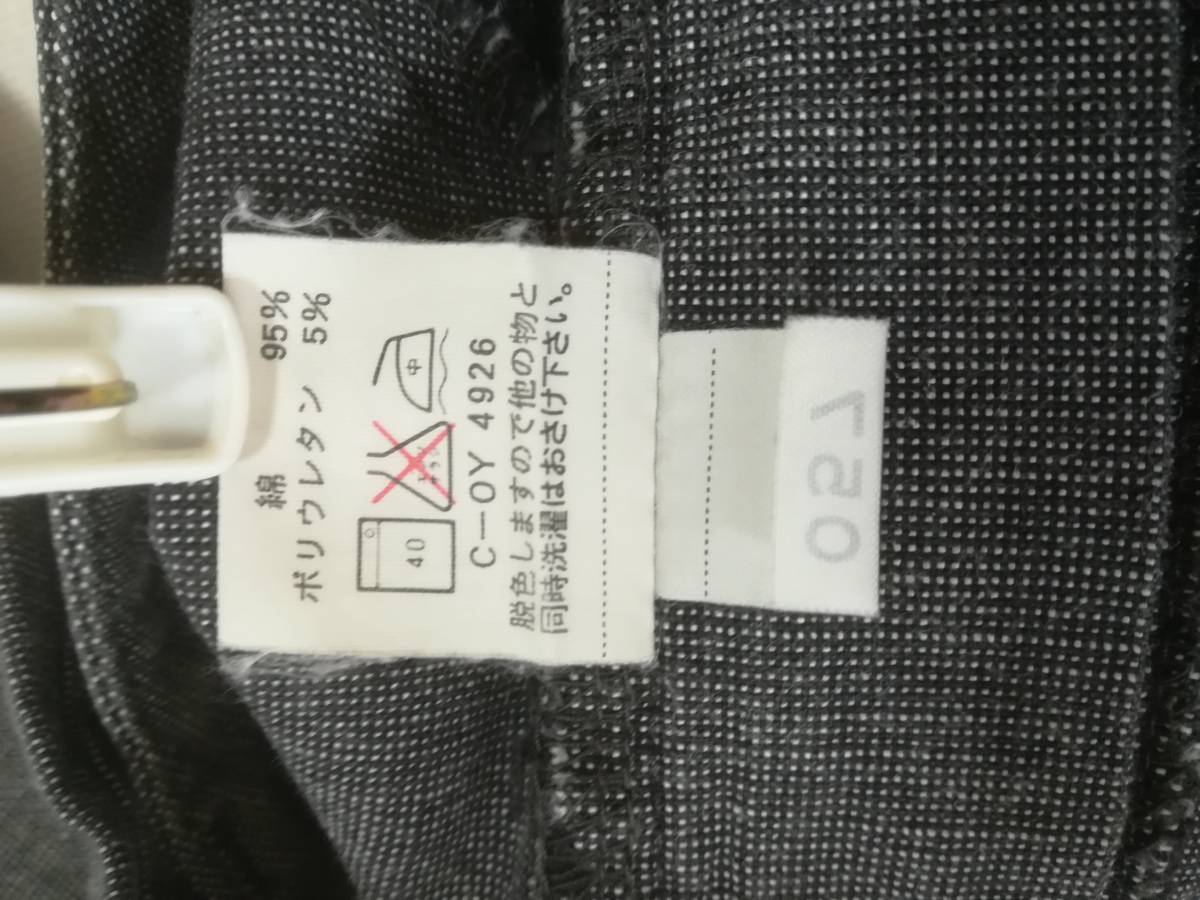 綿 95%
ポリウレタン 5%
40 中
C-OY 4926
脱色しますので他の物と
同時洗濯はおさけ下さい。